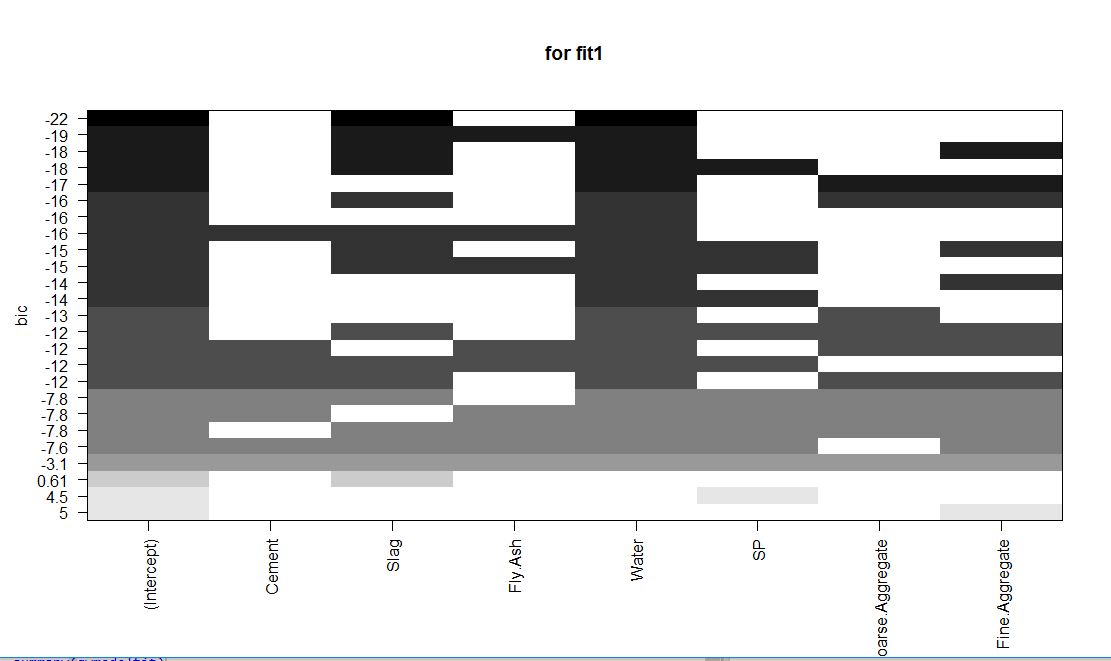 for fit1
bic
-22
-19
-18
-18
-17
-16
-16
-16
-15
-15
-14
-14
-13
-12
-12
-12
-12
-7.8
-7.8
-7.8
-7.6
-3.1
0.61
4.5
5
(Intercept)
Cement
Slag
Fly.Ash
Water
SP
oarse.Aggregate
Fine.Aggregate